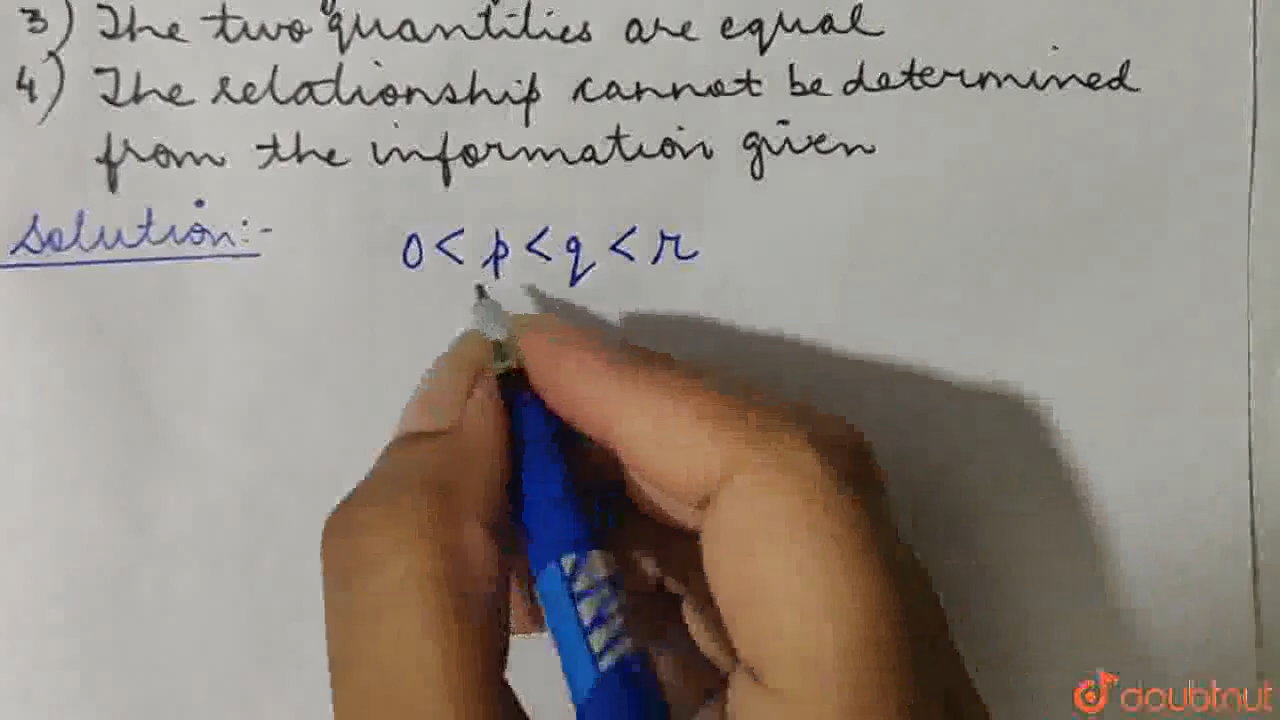 3) The two quantities are equal
4) The relationship cannot be determined
from the information given
Solution:-
0 < p < q < r
doubtnut